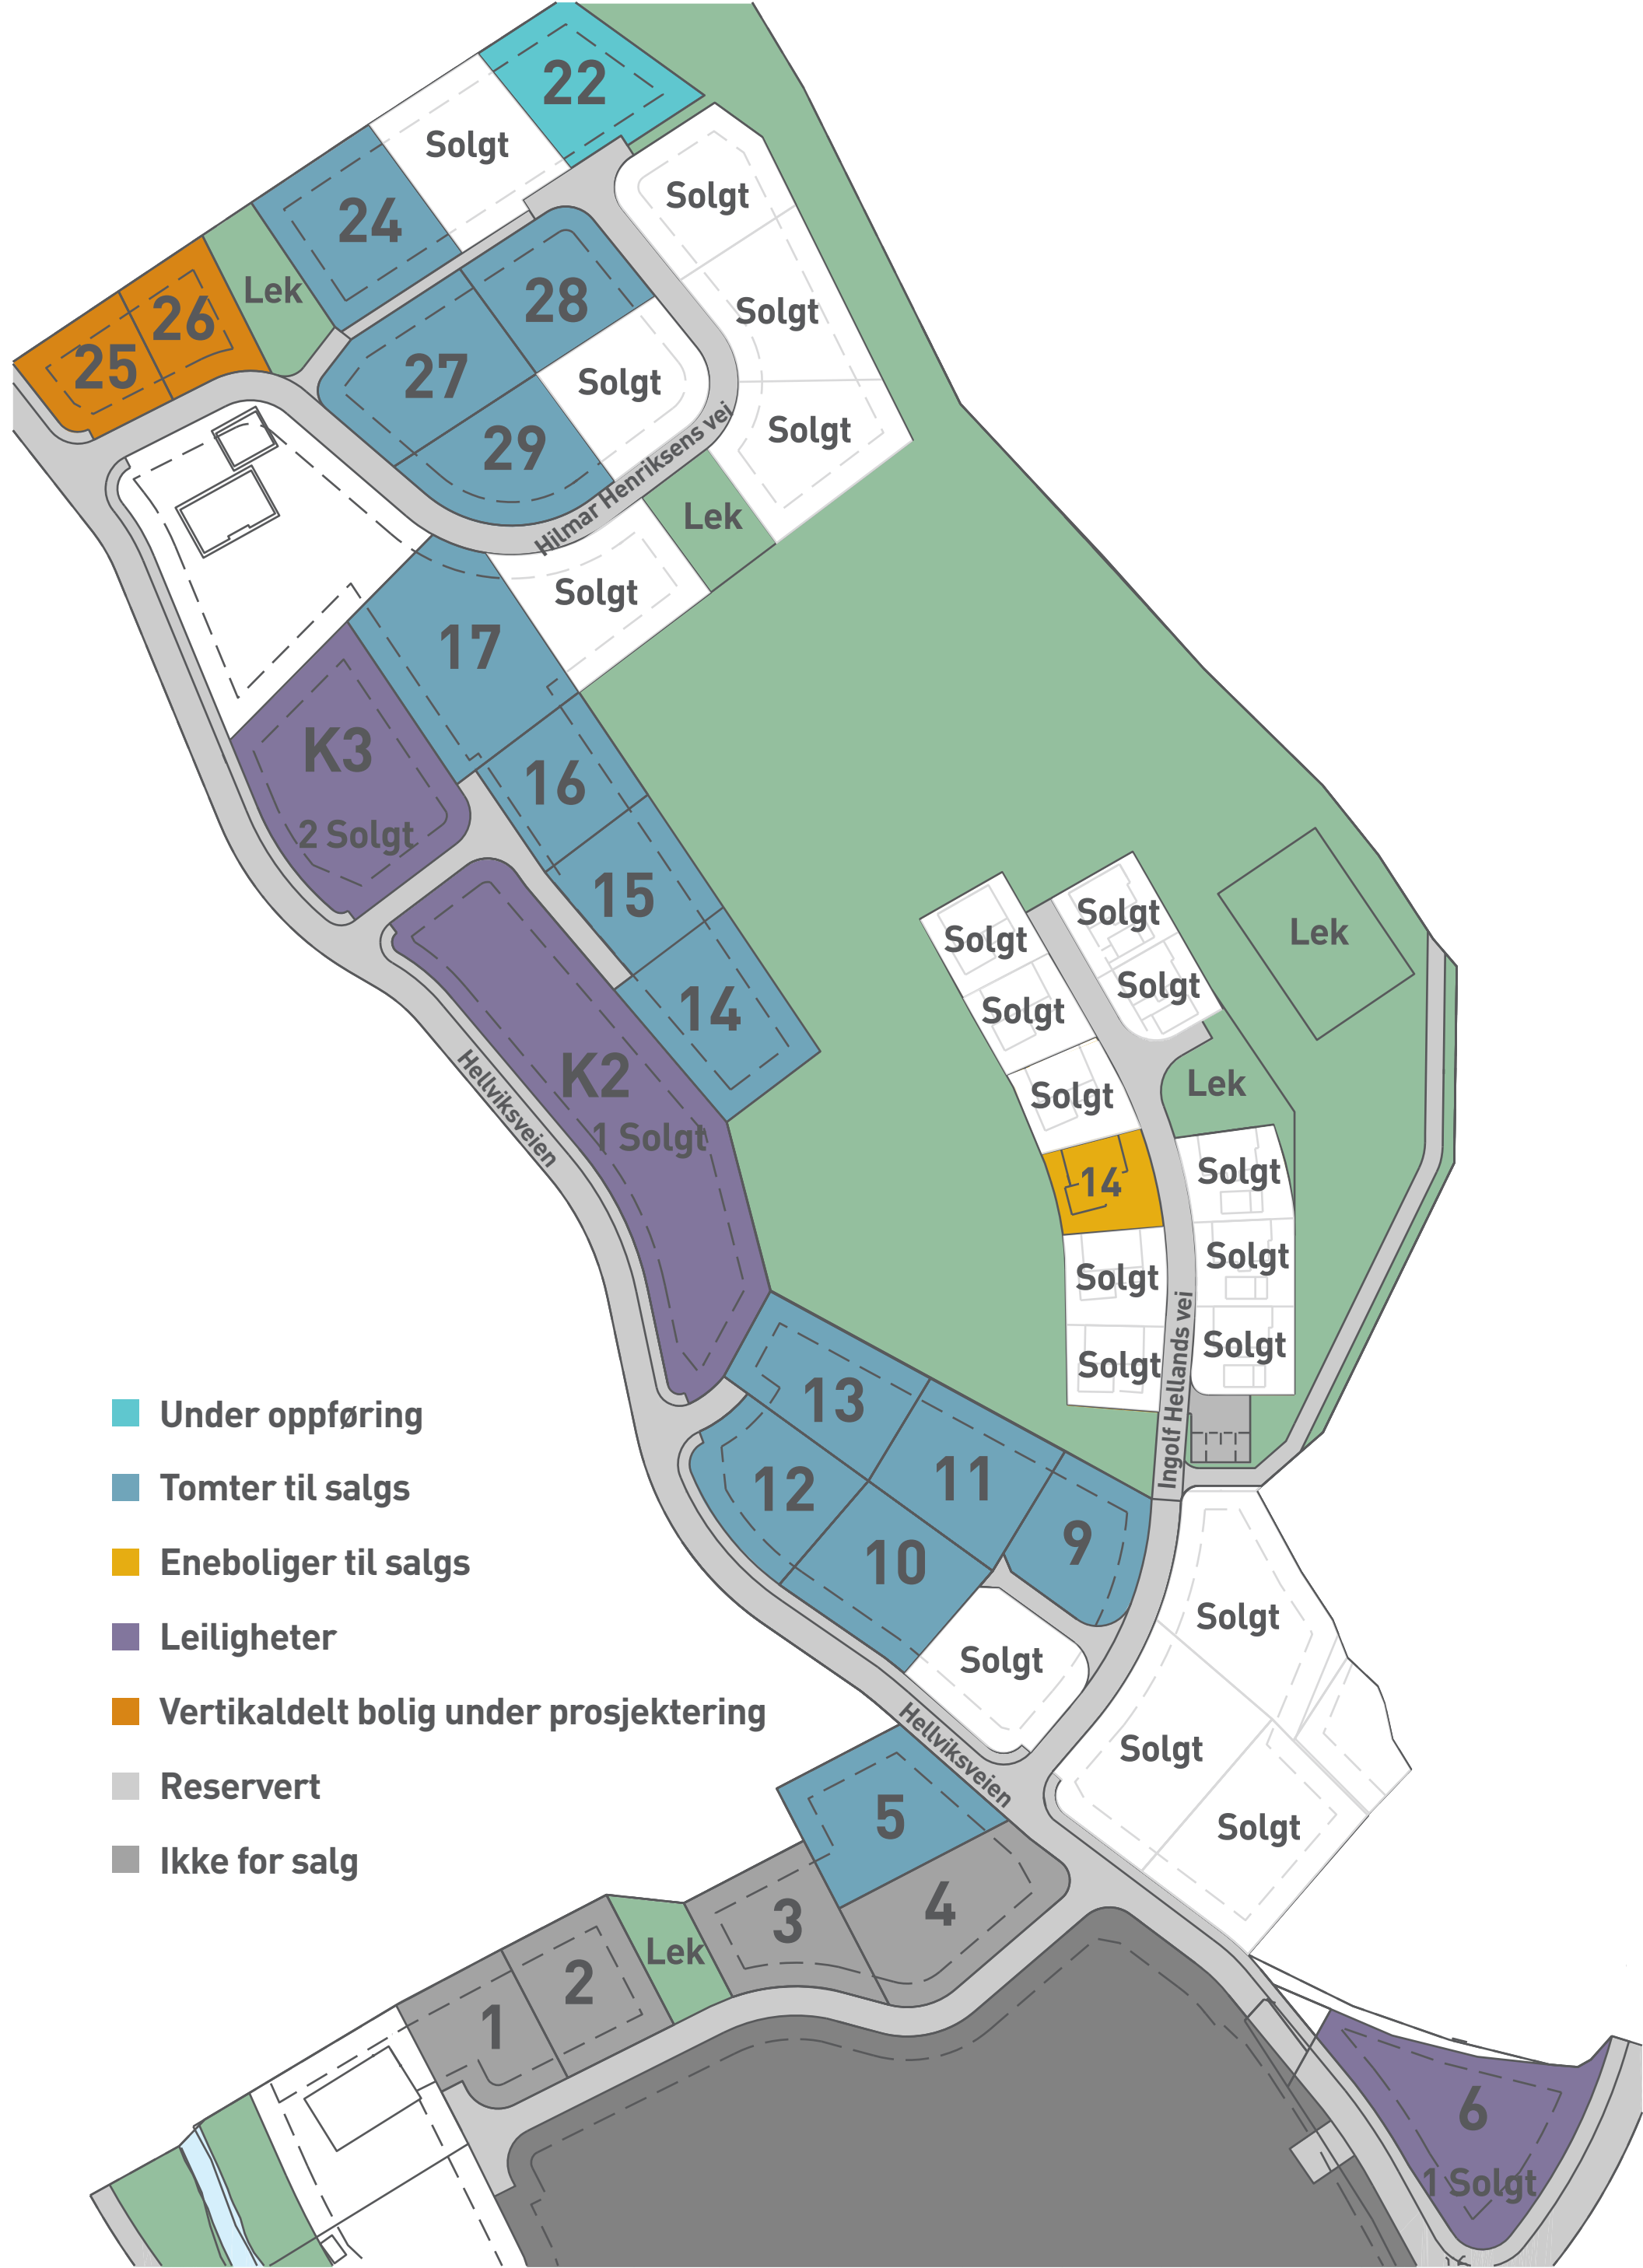 22
Solgt
Solgt
24
Lek
28
Solgt
26
25
27
Solgt
Solgt
29
Hilmar Henriksens vei
Lek
Solgt
17
K3
2 Solgt
16
15
14
K2
1 Solgt
Hellviksveien
Solgt
Solgt
Lek
Solgt
Solgt
Lek
Solgt
14
Solgt
Solgt
Solgt
Solgt
Solgt
Ingolf Hellands vei
13
11
12
9
10
Solgt
Solgt
Hellviksveien
Solgt
Solgt
5
4
3
Lek
2
1
6
1 Solgt
Under oppføring
Tomter til salgs
Eneboliger til salgs
Leiligheter
Vertikaldelt bolig under prosjektering
Reservert
Ikke for salg